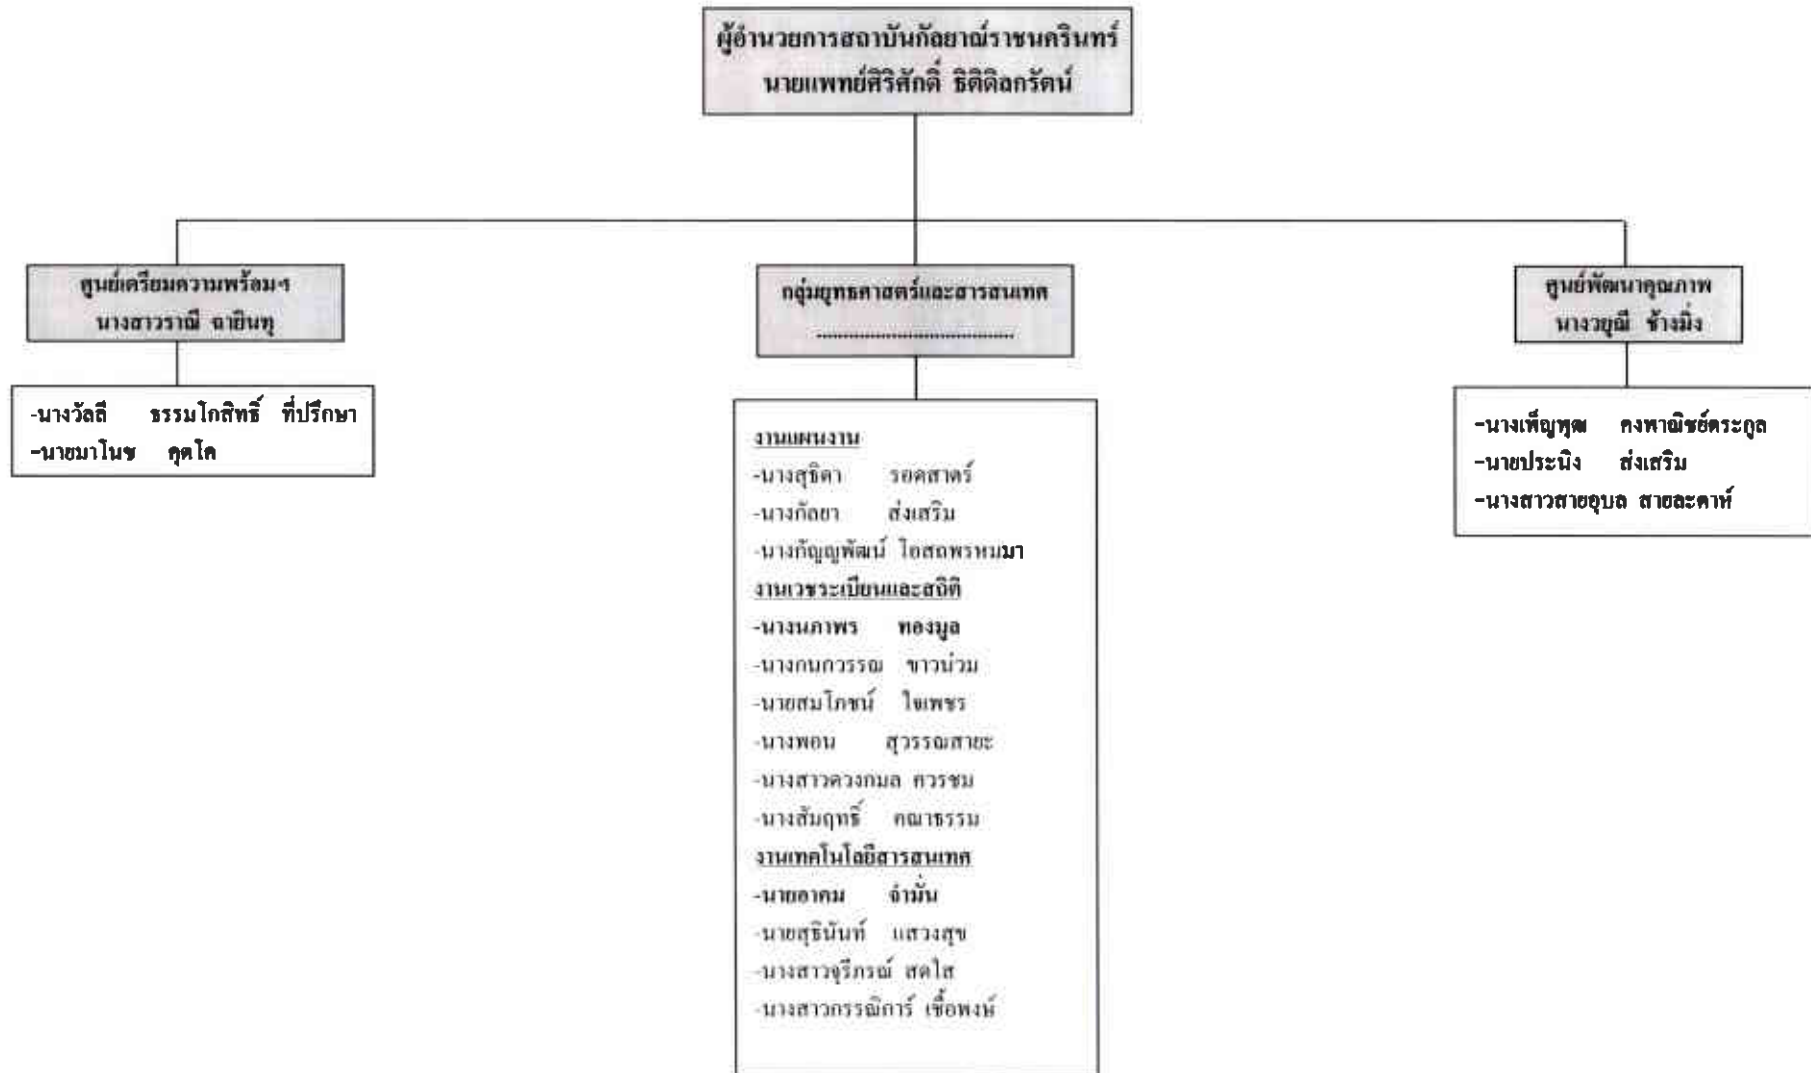 ผู้อำนวยการสถาบันกัลยาณ์ราชนครินทร์
นายแพทย์ศิริศักดิ์ ธิติดิลกรัตน์
ศูนย์เตรียมความพร้อมฯ
นางสาวราณี ฉายินทุ
-นางวัลลี ธรรมโกสิทธิ์ ที่ปรึกษา
-นายมาโนช คุตโค
กลุ่มยุทธศาสตร์และสารสนเทศ
......................................
งานแผนงาน
-นางสุธิดา รอดสาตร์
-นางกัลยา ส่งเสริม
-นางกัญญพัฒน์ โอสถพรหมมา
งานเวชระเบียนและสถิติ
-นางนภาพร ทองมูล
-นางกนกวรรณ ขาวน่วม
-นายสมโภชน์ ใจเพชร
-นางพอน สุวรรณสายะ
-นางสาวดวงกมล ควรชม
-นางสัมฤทธิ์ คณาธรรม
งานเทคโนโลยีสารสนเทศ
-นายอาคม จำมั่น
-นายสุธินันท์ แสวงสุข
-นางสาวจุรีภรณ์ สดใส
-นางสาวกรรณิการ์ เชื้อพงษ์
ศูนย์พัฒนาคุณภาพ
นางวยุณี ช้างมิ่ง
-นางเพ็ญพุฒ คงพาณิชย์ตระกูล
-นายประนิง ส่งเสริม
-นางสาวสายอุบล สายละดาห์